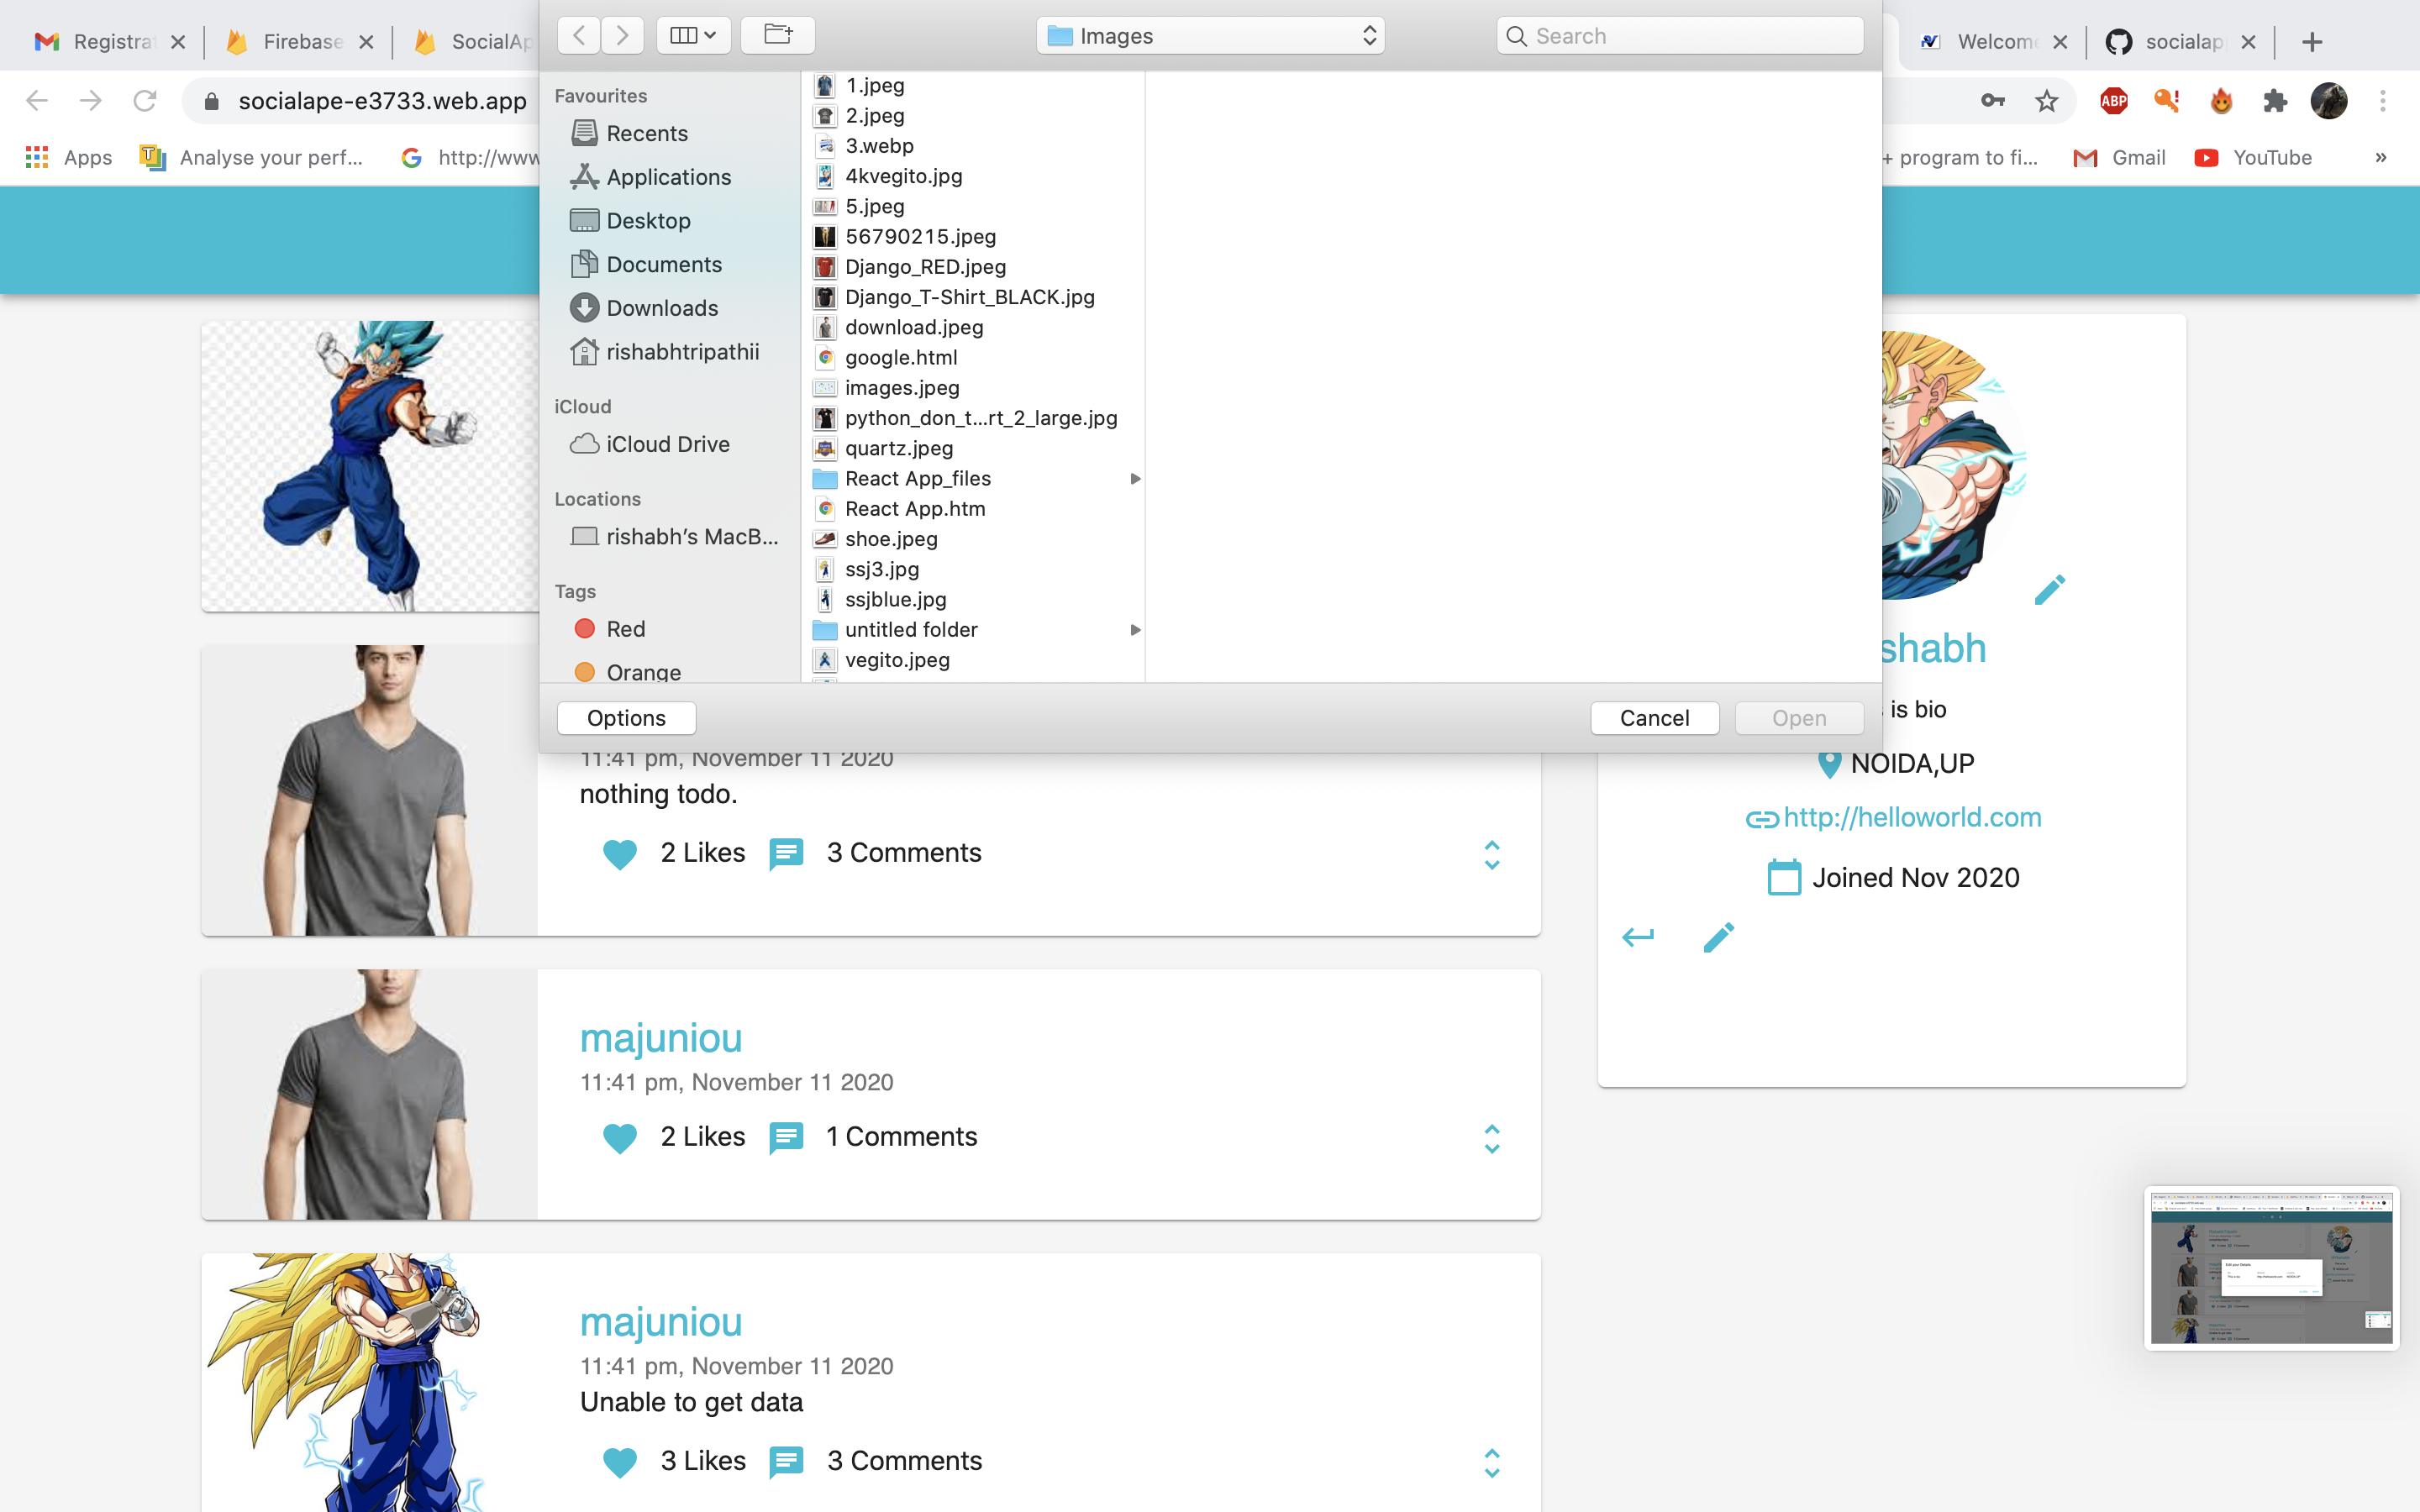 Registra
Firebase
SocialAp
Images
Search
Welcom
socialap
socialape-e3733.web.app
ABP
Apps
Analyse your perf...
http://www
+ program to fi...
Gmail
YouTube
»
Favourites
Recents
Applications
Desktop
Documents
Downloads
rishabhtripathii
iCloud
iCloud Drive
Locations
rishabh's MacB...
Tags
Red
Orange
1.jpeg
2.jpeg
3.webp
4kvegito.jpg
5.jpeg
56790215.jpeg
Django_RED.jpeg
Django_T-Shirt_BLACK.jpg
download.jpeg
google.html
images.jpeg
python_don_t...rt_2_large.jpg
quartz.jpeg
React App_files
React App.htm
shoe.jpeg
ssj3.jpg
ssjblue.jpg
untitled folder
vegito.jpeg
Options
Cancel
Open
11:41 pm, November 11 2020
nothing todo.
2 Likes
3 Comments
majuniou
11:41 pm, November 11 2020
2 Likes
1 Comments
majuniou
11:41 pm, November 11 2020
Unable to get data
3 Likes
3 Comments
shabh
is bio
NOIDA,UP
http://helloworld.com
Joined Nov 2020
Edit your Details